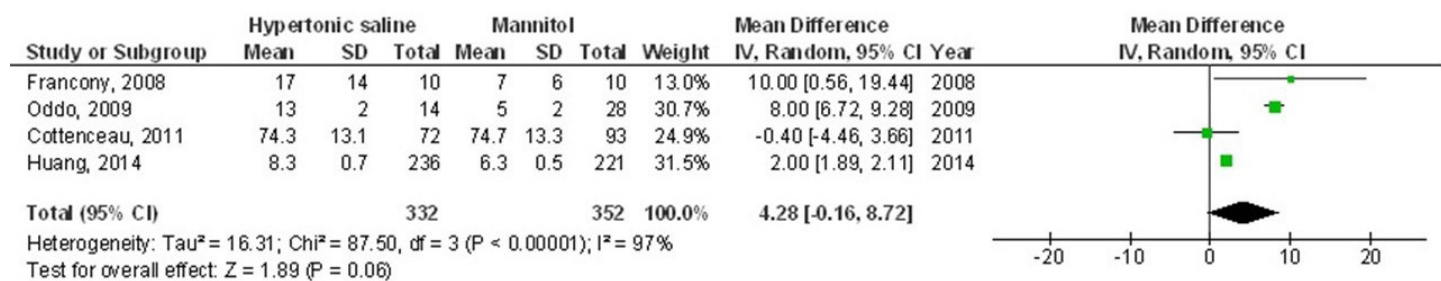 Hypertonic saline Mannitol Mean Difference Mean Difference
Study or Subgroup Mean SD Total Mean SD Total Weight IV, Random, 95% CI Year IV, Random, 95% CI
Francony, 2008 17 14 10 7 6 10 13.0% 10.00 [0.56, 19.44] 2008
Oddo, 2009 13 2 14 5 2 28 30.7% 8.00 [6.72, 9.28] 2009
Cottenceau, 2011 74.3 13.1 72 74.7 13.3 93 24.9% -0.40 [-4.46, 3.66] 2011
Huang, 2014 8.3 0.7 236 6.3 0.5 221 31.5% 2.00 [1.89, 2.11] 2014
Total (95% CI) 332 352 100.0% 4.28 [-0.16, 8.72]
Heterogeneity: Tau² = 16.31; Chi² = 87.50, df = 3 (P < 0.00001); I² = 97%
Test for overall effect: Z = 1.89 (P = 0.06)
-20 -10 0 10 20